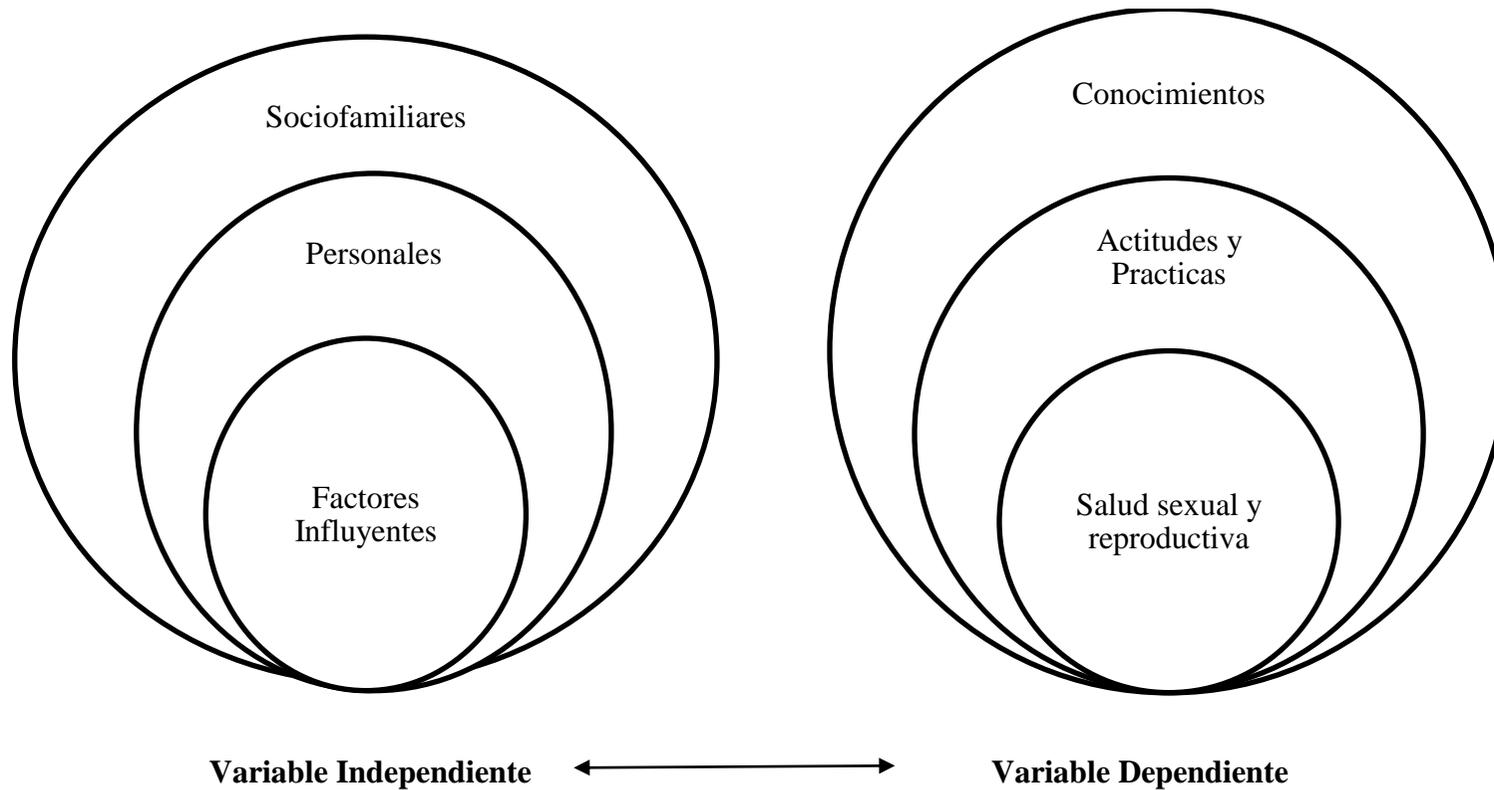 Sociofamiliares
Personales
Factores
Influyentes
Conocimientos
Actitudes y
Practicas
Salud sexual y
reproductiva
Variable Independiente
Variable Dependiente